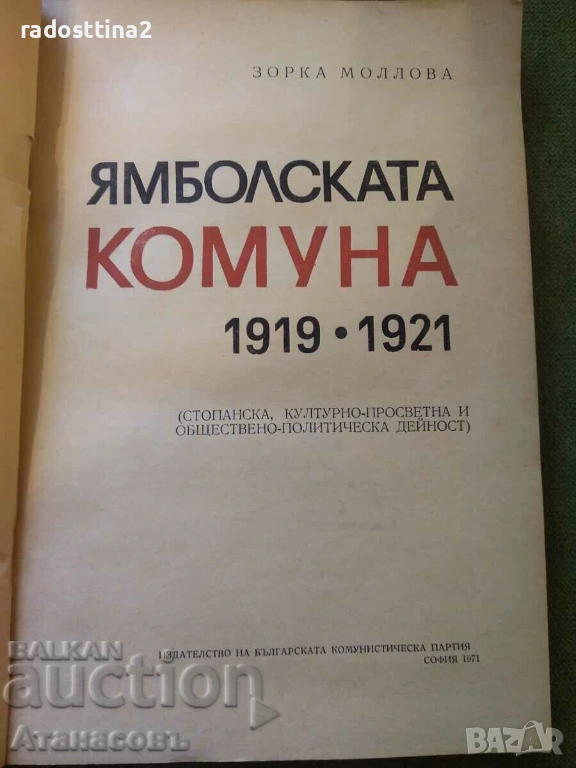 radosttina2
ЗОРКА МОЛЛОВА
ЯМБОЛСКАТА
КОМУНА
1919 • 1921
(СТОПАНСКА, КУЛТУРНО-ПРОСВЕТНА И
ОБЩЕСТВЕНО-ПОЛИТИЧЕСКА ДЕЙНОСТ)
ИЗДАТЕЛСТВО НА БЪЛГАРСКАТА КОМУНИСТИЧЕСКА ПАРТИЯ
СОФИЯ 1971
BALKAN
auction
Атанасовъ
BAZAR